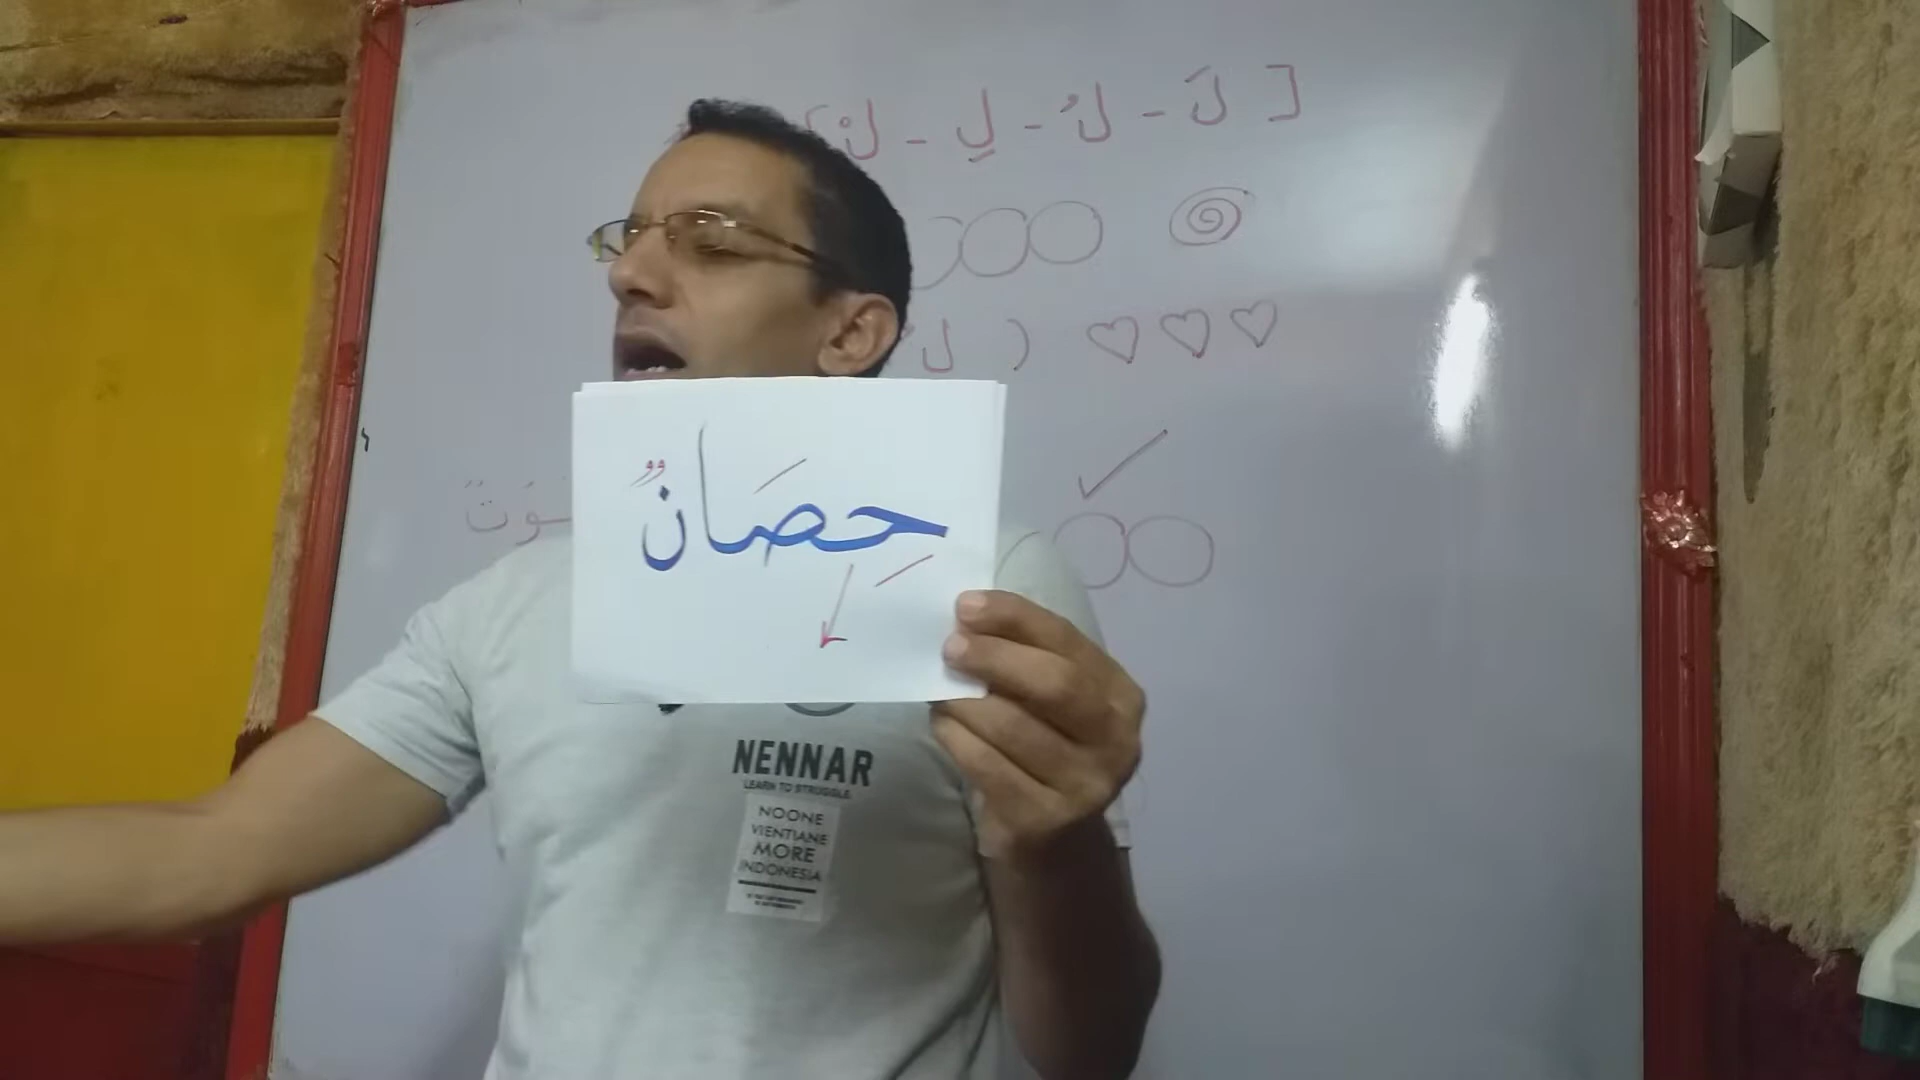 [ لَ - لُ - لِ - لْ ]
( لَ
حِصَانٌ
NENNAR
LEARN TO STRUGGLE
NOONE
VIENTIANE
MORE
INDONESIA